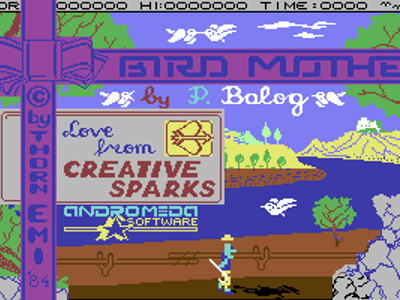 OR 000000 HI:0000000 TIME:0000
BIRD MOTHE
by P. Balog
© by THORN EMI '84
Love
from
CREATIVE
SPARKS
ANDROMEDA
SOFTWARE